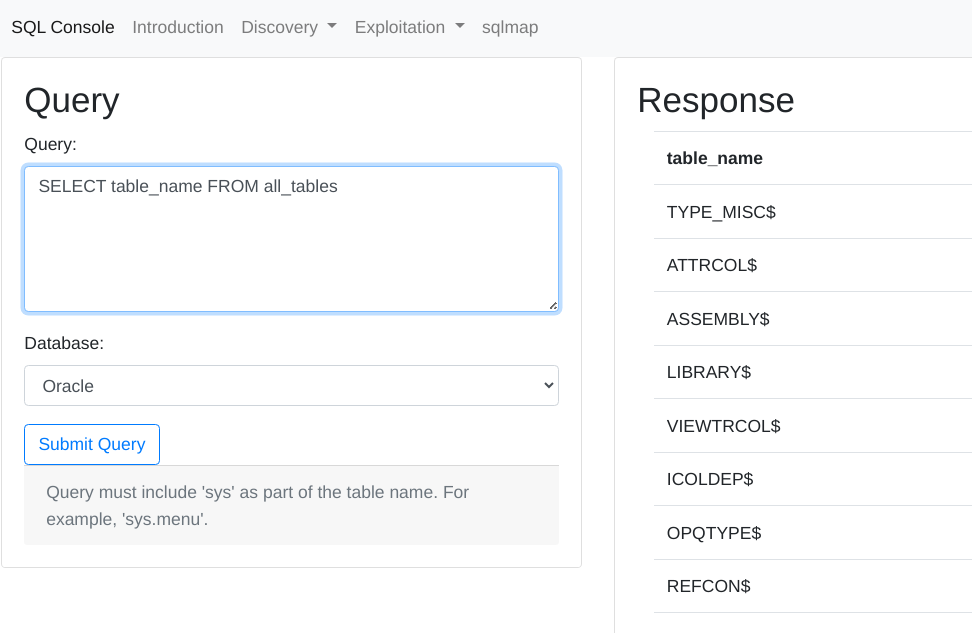 SQL Console Introduction Discovery Exploitation sqlmap
Query
Query:
SELECT table_name FROM all_tables
Database:
Oracle
Submit Query
Query must include 'sys' as part of the table name. For
example, 'sys.menu'.
Response
table_name
TYPE_MISC$
ATTRCOL$
ASSEMBLY$
LIBRARY$
VIEWTRCOL$
ICOLDEP$
OPQTYPE$
REFCON$